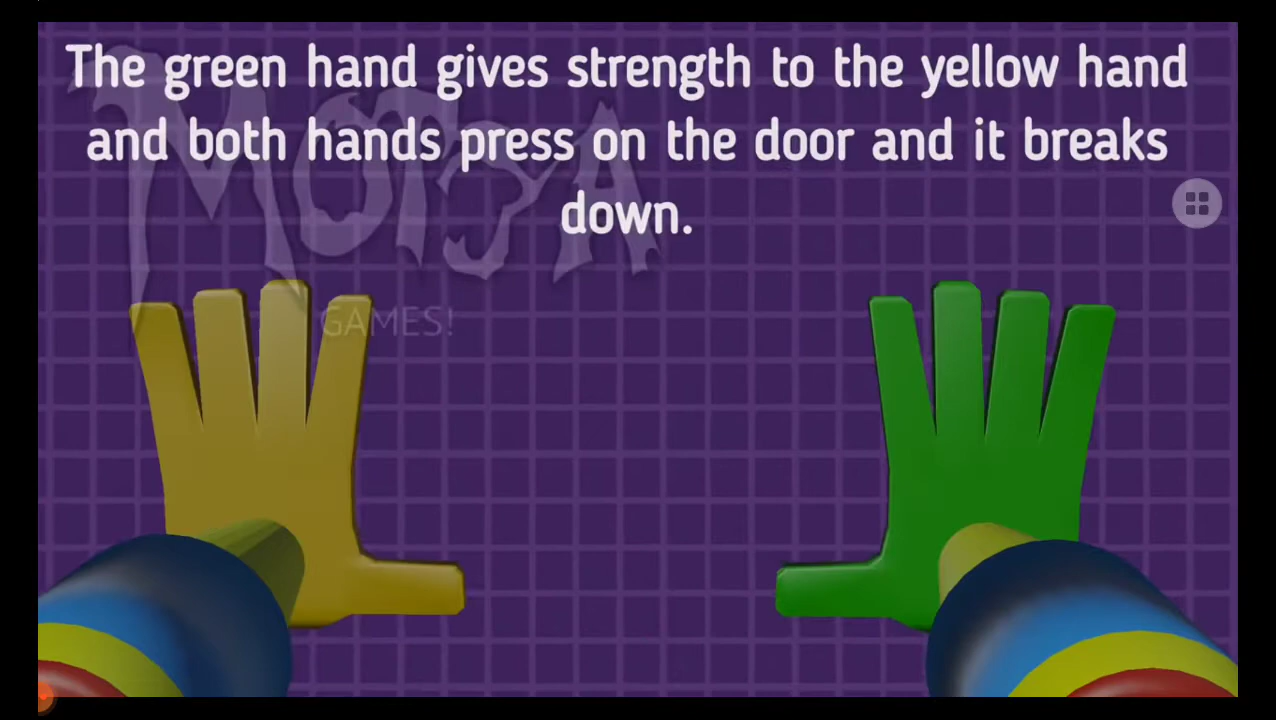 The green hand gives strength to the yellow hand
and both hands press on the door and it breaks
down.
MOTYA
GAMES!